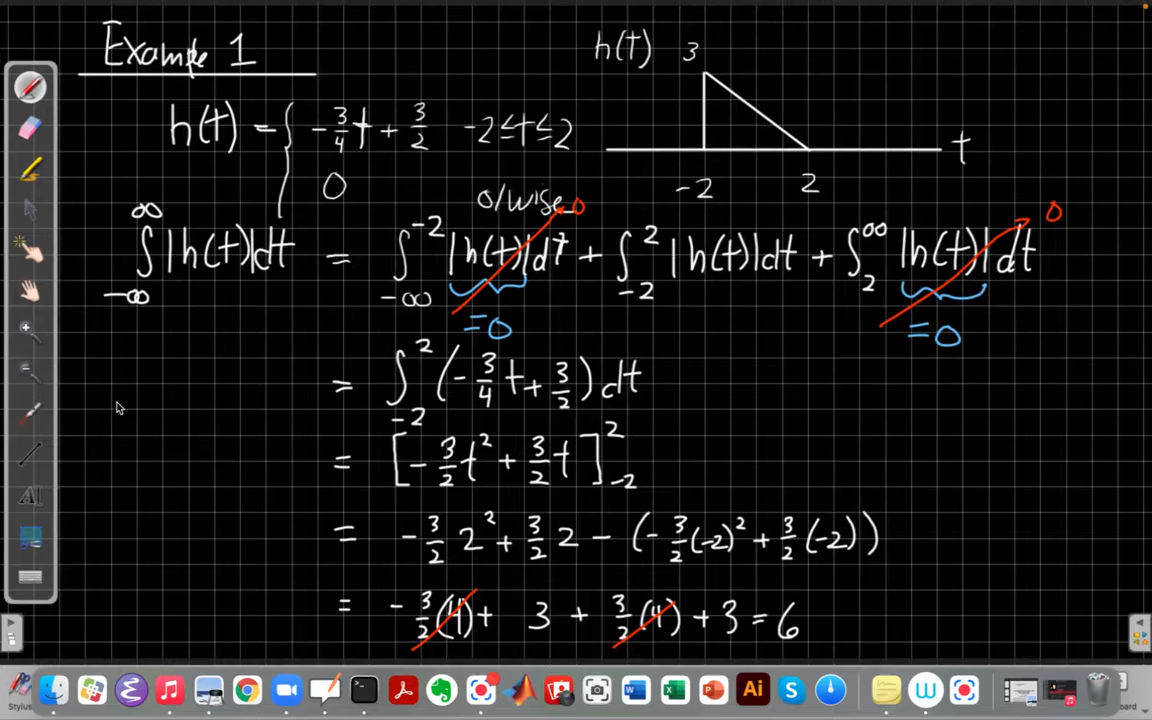 Example 1
h(t) 3
h(t) = { -3/4 t + 3/2 -2 ≤ t ≤ 2
t
0
-2 2
o/wise
∫_{-∞}^{∞} |h(t)|dt = ∫_{-∞}^{-2} |h(t)|dt + ∫_{-2}^{2} |h(t)|dt + ∫_{2}^{∞} |h(t)|dt
0 0
=0 =0
= ∫_{-2}^{2} (-3/4 t + 3/2) dt
= [-3/2 t² + 3/2 t]_{-2}^{2}
= -3/2 2² + 3/2 2 - (-3/2 (-2)² + 3/2 (-2))
= -3/2 (4) + 3 + 3/2 (4) + 3 = 6
AI
W X P Ai S W
Stylus